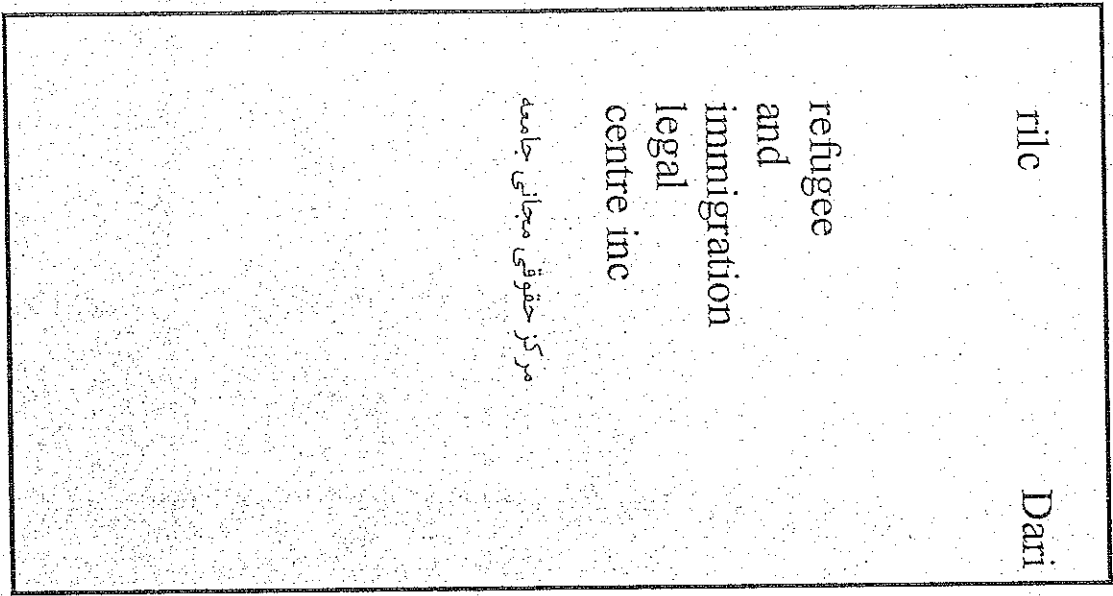 rilc Dari
refugee
and
immigration
legal
centre inc
مرکز حقوقی مجانی جامعه